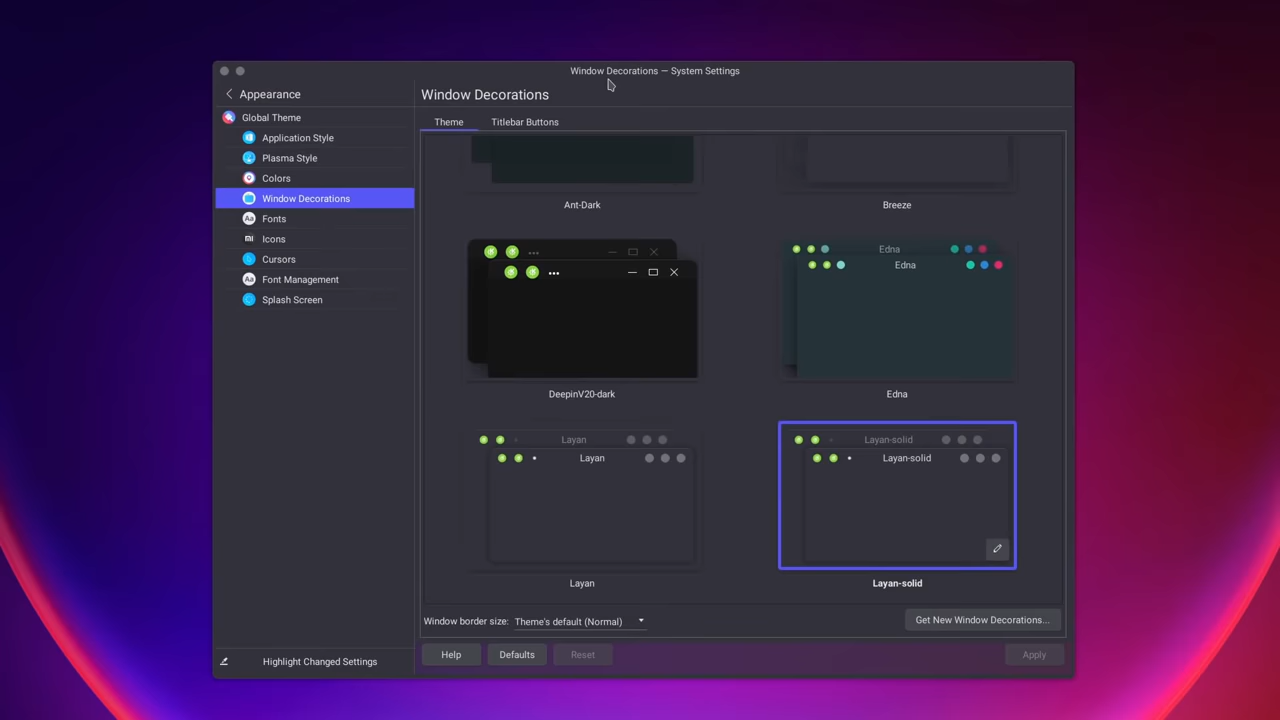 Window Decorations — System Settings
Appearance
Window Decorations
Global Theme
Theme
Titlebar Buttons
Application Style
Plasma Style
Colors
Window Decorations
Fonts
Icons
Cursors
Font Management
Splash Screen
Ant-Dark
Breeze
Edna
Edna
DeepinV20-dark
Edna
Layan
Layan
Layan-solid
Layan-solid
Layan
Layan-solid
Window border size:
Theme's default (Normal)
Get New Window Decorations...
Highlight Changed Settings
Help
Defaults
Reset
Apply